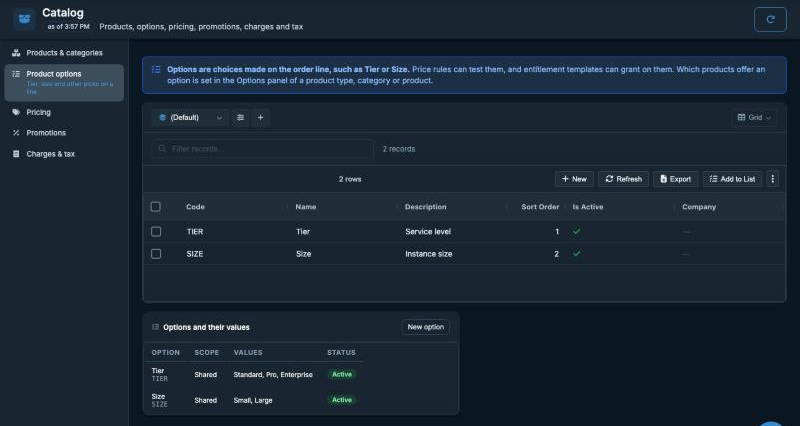 Catalog
as of 3:57 PM
Products, options, pricing, promotions, charges and tax
Products & categories
Product options
Tier, size and other picks on a
line
Pricing
Promotions
Charges & tax
Options are choices made on the order line, such as Tier or Size. Price rules can test them, and entitlement templates can grant on them. Which products offer an
option is set in the Options panel of a product type, category or product.
(Default)
Grid
Filter records...
2 records
2 rows
New
Refresh
Export
Add to List
Code Name Description Sort Order Is Active Company
TIER Tier Service level 1 —
SIZE Size Instance size 2 —
Options and their values
New option
OPTION SCOPE VALUES STATUS
Tier
TIER
Shared Standard, Pro, Enterprise Active
Size
SIZE
Shared Small, Large Active